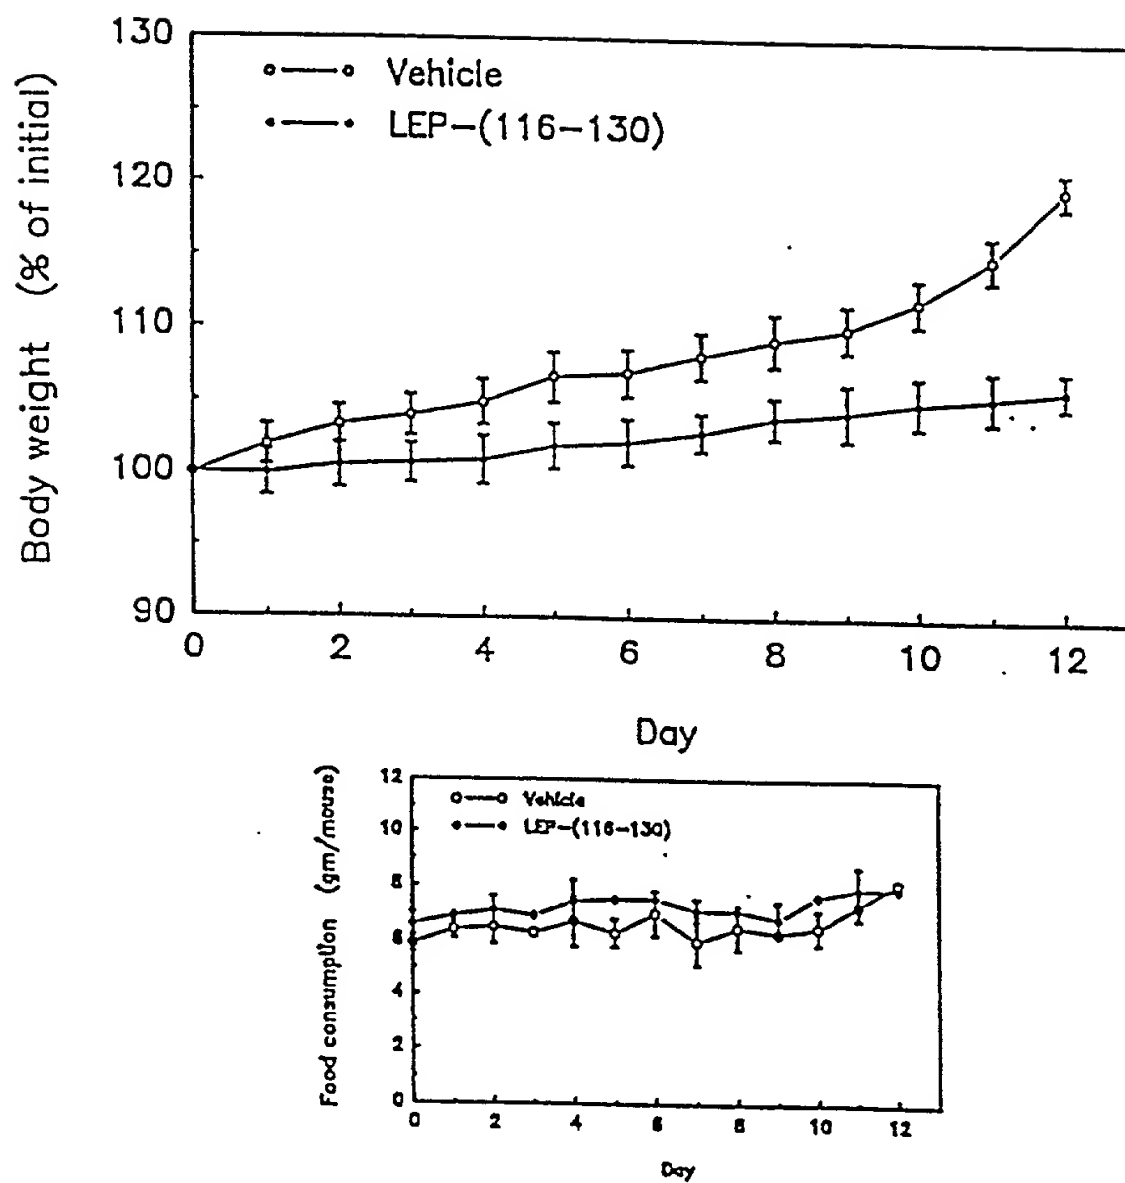 130
120
110
100
90
Body weight (% of initial)
Vehicle
LEP-(116-130)
0 2 4 6 8 10 12
Day
12
10
8
6
4
2
0
Food consumption (gm/mouse)
Vehicle
LEP-(116-130)
0 2 4 6 8 10 12
Day